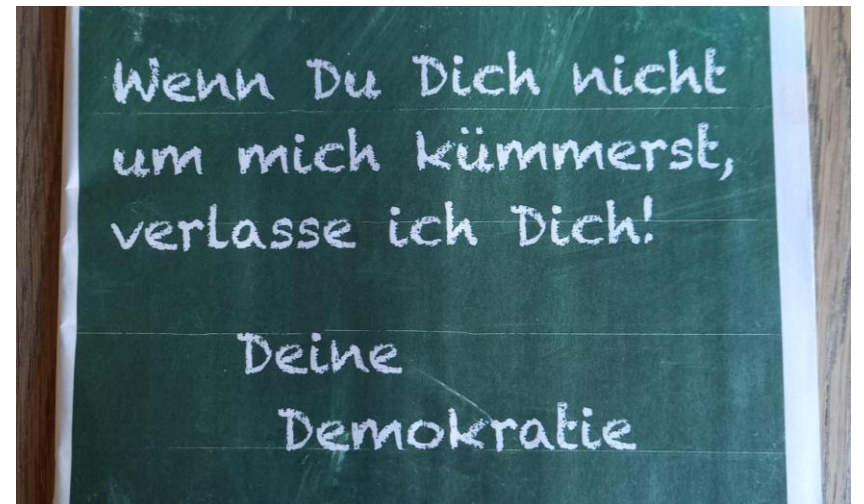 Wenn Du Dich nicht
um mich kümmerst,
verlasse ich Dich!
Deine
Demokratie